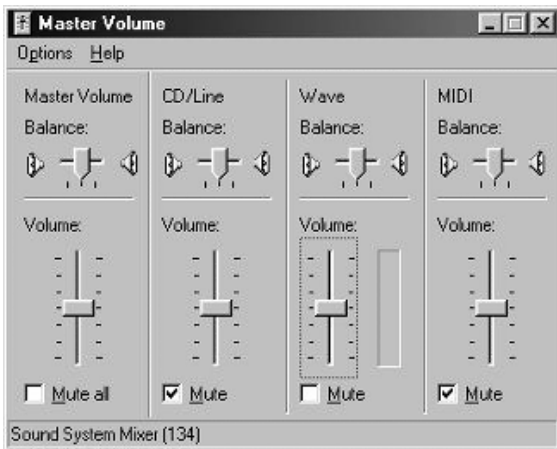 Master Volume
Options Help
Master Volume CD/Line Wave MIDI
Balance: Balance: Balance: Balance:
Volume: Volume: Volume: Volume:
Mute all Mute Mute Mute
Sound System Mixer (134)